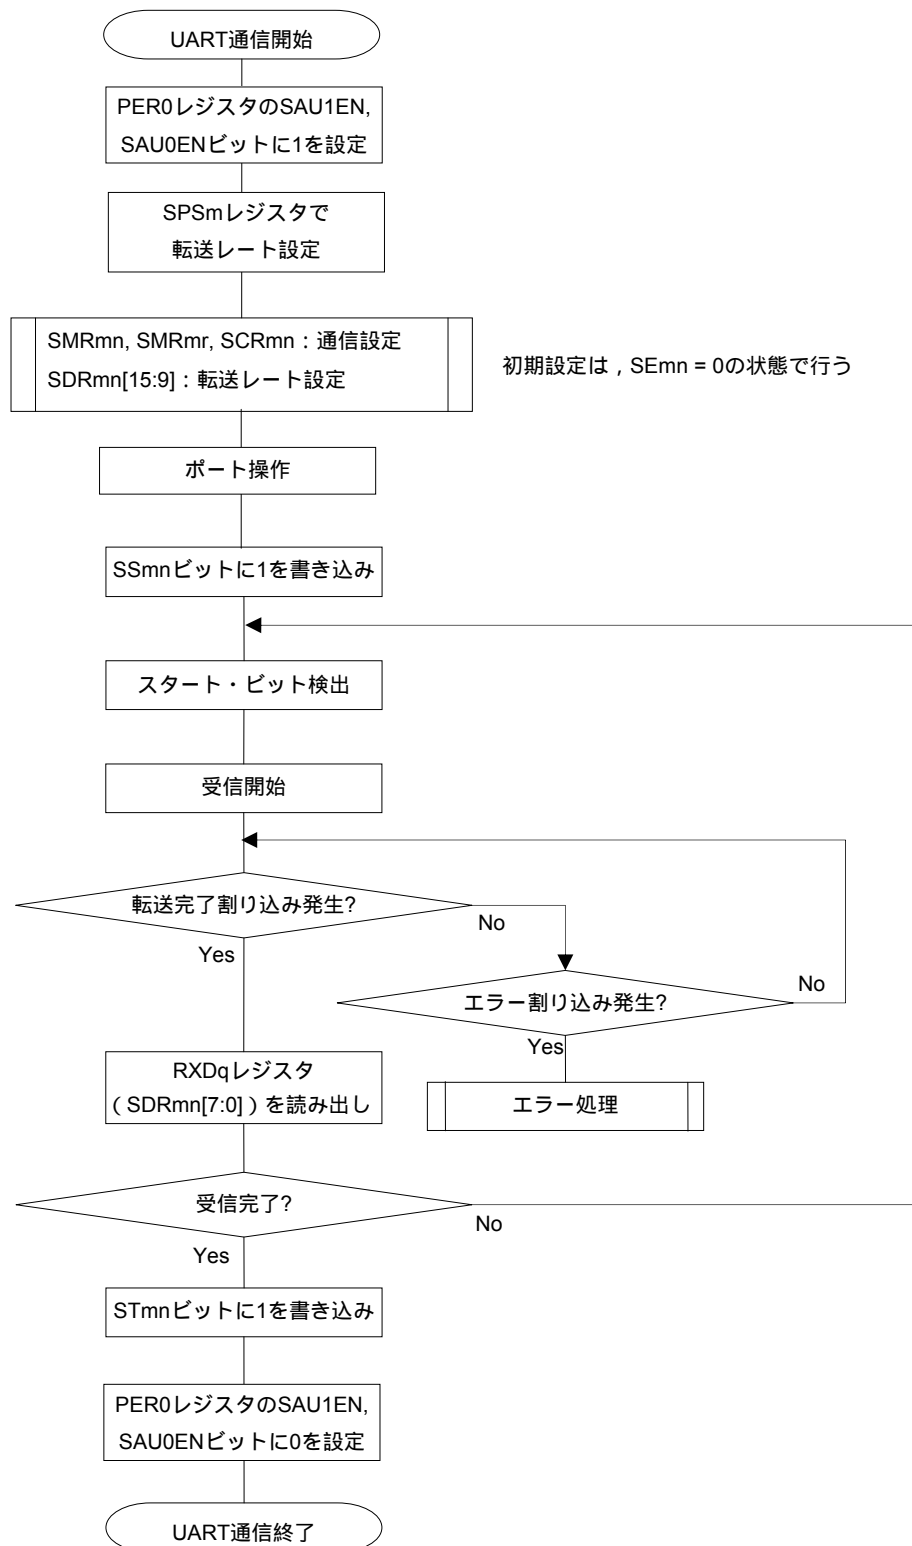 UART通信開始
PER0レジスタのSAU1EN,
SAU0ENビットに1を設定
SPSmレジスタで
転送レート設定
SMRmn, SMRmr, SCRmn：通信設定
SDRmn[15:9]：転送レート設定
初期設定は，SEmn = 0の状態で行う
ポート操作
SSmnビットに1を書き込み
スタート・ビット検出
受信開始
転送完了割り込み発生?
No
Yes
エラー割り込み発生?
No
Yes
RXDqレジスタ
（SDRmn[7:0]）を読み出し
エラー処理
受信完了?
No
Yes
STmnビットに1を書き込み
PER0レジスタのSAU1EN,
SAU0ENビットに0を設定
UART通信終了